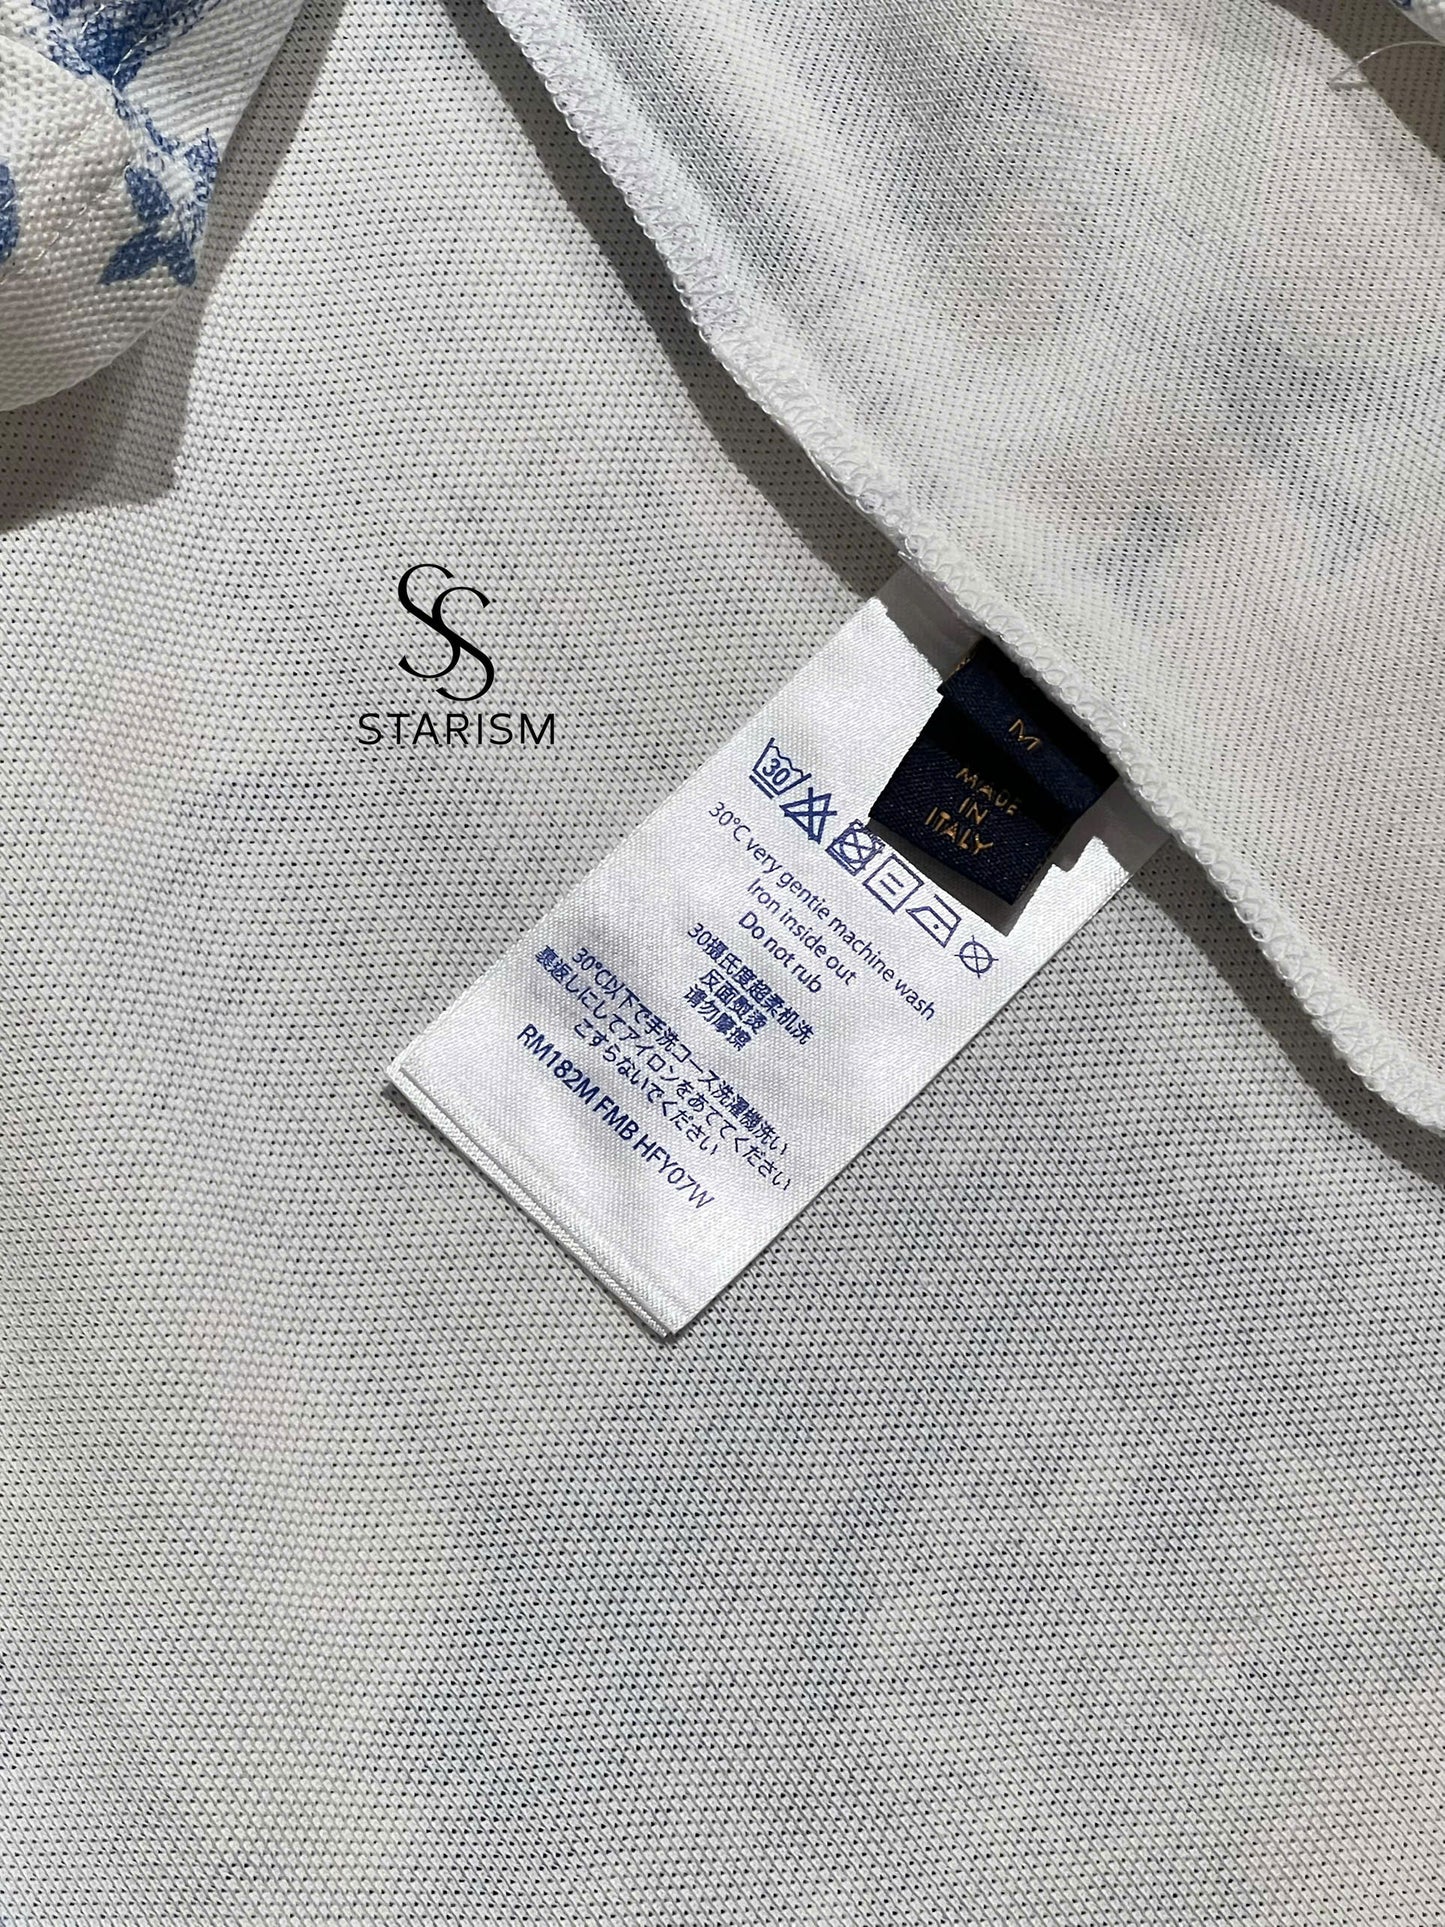 SS
STARISM
M
MADE
IN
ITALY
30
30°C very gentie machine wash
Iron inside out
Do not rub
30攝氏度超柔机洗
反面熨烫
请勿摩擦
30℃以下で手洗コース洗濯機洗い
裏返しにしてアイロンをあててください
こすらないでください
RM182M FMB HFY07W